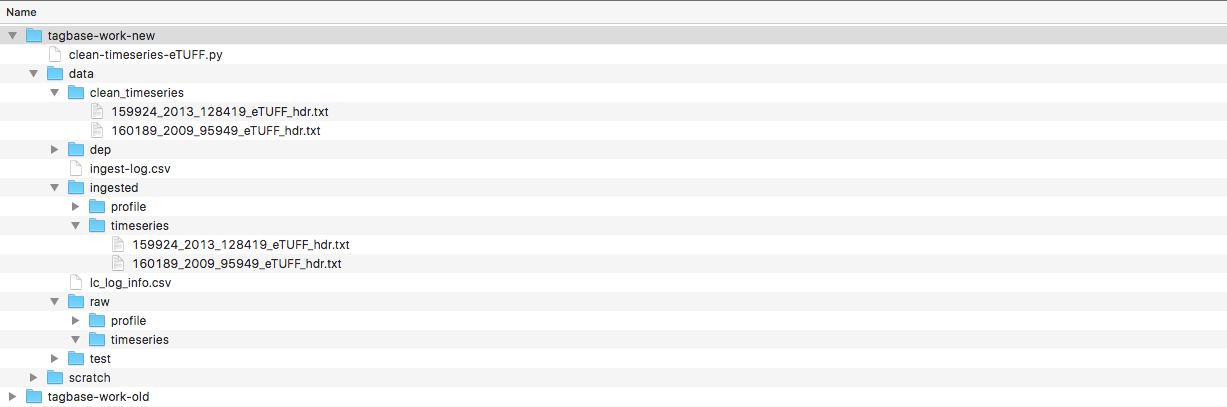 Name
tagbase-work-new
clean-timeseries-eTUFF.py
data
clean_timeseries
159924_2013_128419_eTUFF_hdr.txt
160189_2009_95949_eTUFF_hdr.txt
dep
ingest-log.csv
ingested
profile
timeseries
159924_2013_128419_eTUFF_hdr.txt
160189_2009_95949_eTUFF_hdr.txt
lc_log_info.csv
raw
profile
timeseries
test
scratch
tagbase-work-old